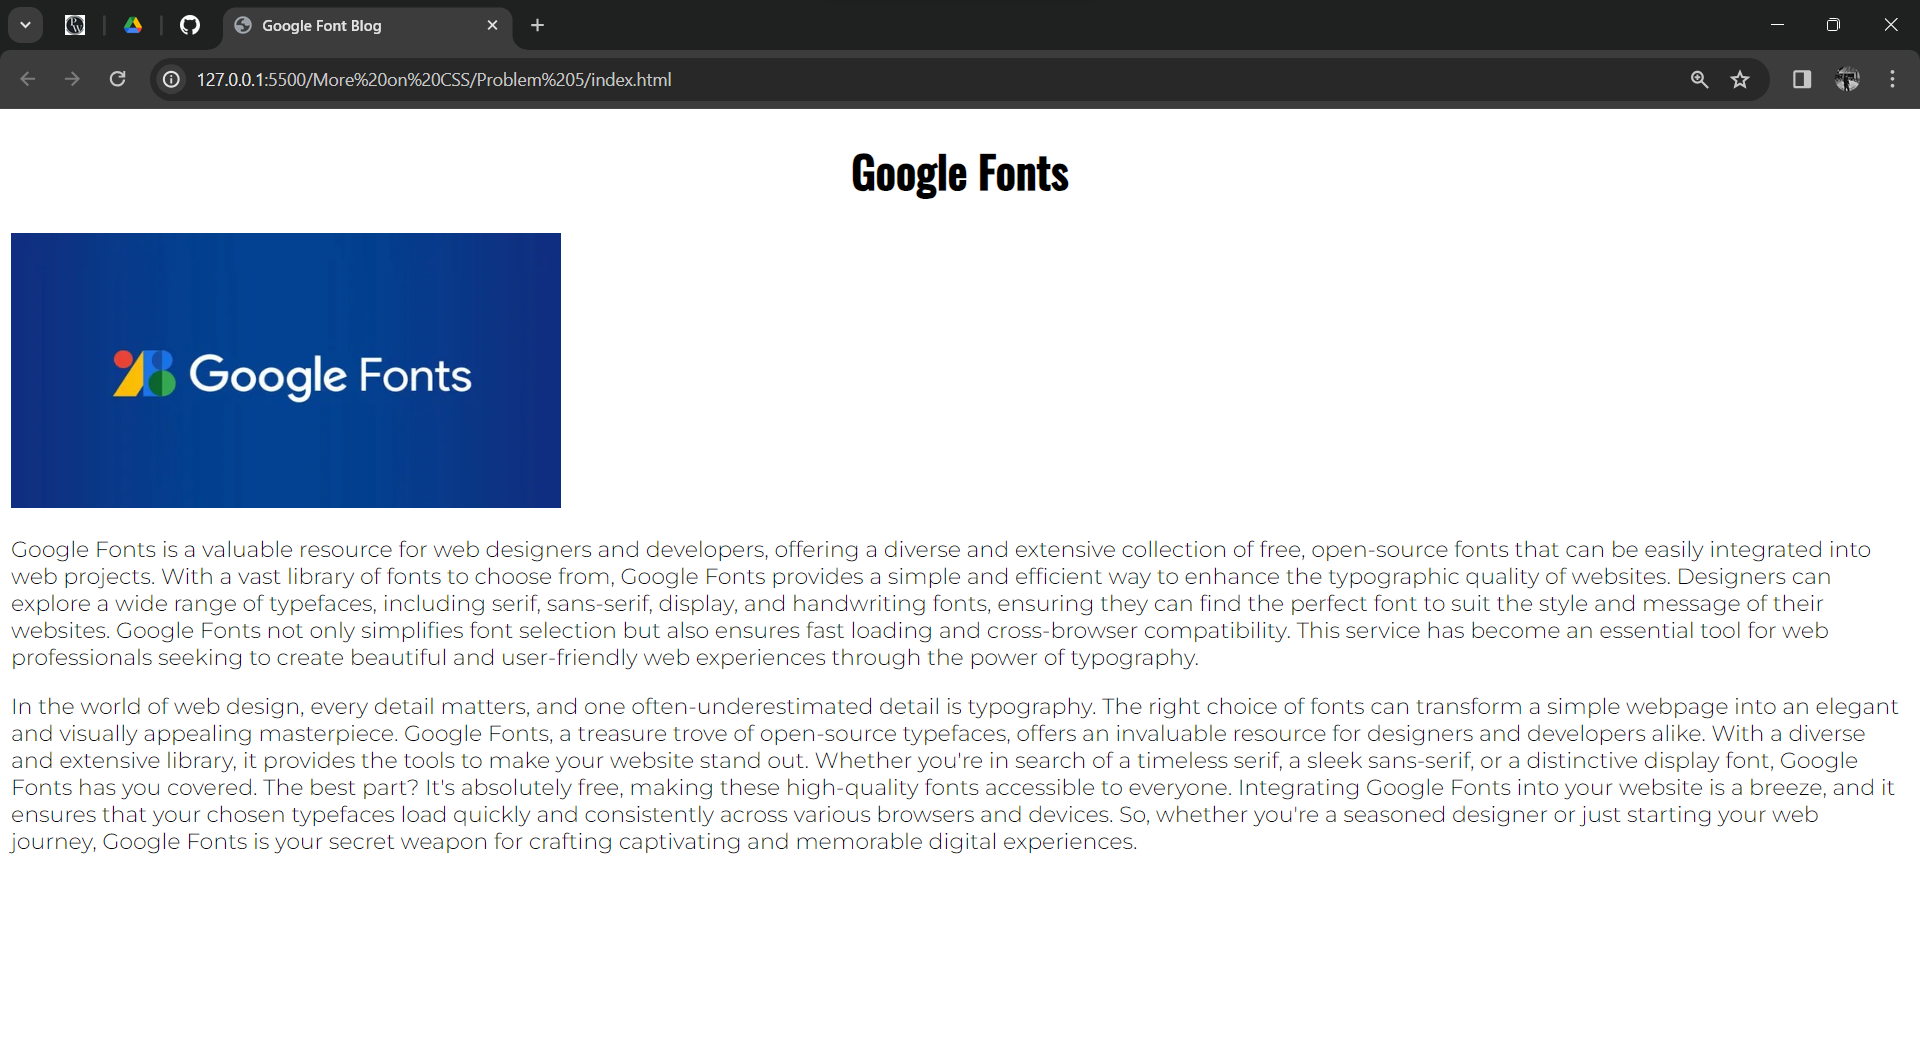 Google Font Blog
127.0.0.1:5500/More%20on%20CSS/Problem%205/index.html
Google Fonts
Google Fonts
Google Fonts is a valuable resource for web designers and developers, offering a diverse and extensive collection of free, open-source fonts that can be easily integrated into
web projects. With a vast library of fonts to choose from, Google Fonts provides a simple and efficient way to enhance the typographic quality of websites. Designers can
explore a wide range of typefaces, including serif, sans-serif, display, and handwriting fonts, ensuring they can find the perfect font to suit the style and message of their
websites. Google Fonts not only simplifies font selection but also ensures fast loading and cross-browser compatibility. This service has become an essential tool for web
professionals seeking to create beautiful and user-friendly web experiences through the power of typography.
In the world of web design, every detail matters, and one often-underestimated detail is typography. The right choice of fonts can transform a simple webpage into an elegant
and visually appealing masterpiece. Google Fonts, a treasure trove of open-source typefaces, offers an invaluable resource for designers and developers alike. With a diverse
and extensive library, it provides the tools to make your website stand out. Whether you're in search of a timeless serif, a sleek sans-serif, or a distinctive display font, Google
Fonts has you covered. The best part? It's absolutely free, making these high-quality fonts accessible to everyone. Integrating Google Fonts into your website is a breeze, and it
ensures that your chosen typefaces load quickly and consistently across various browsers and devices. So, whether you're a seasoned designer or just starting your web
journey, Google Fonts is your secret weapon for crafting captivating and memorable digital experiences.